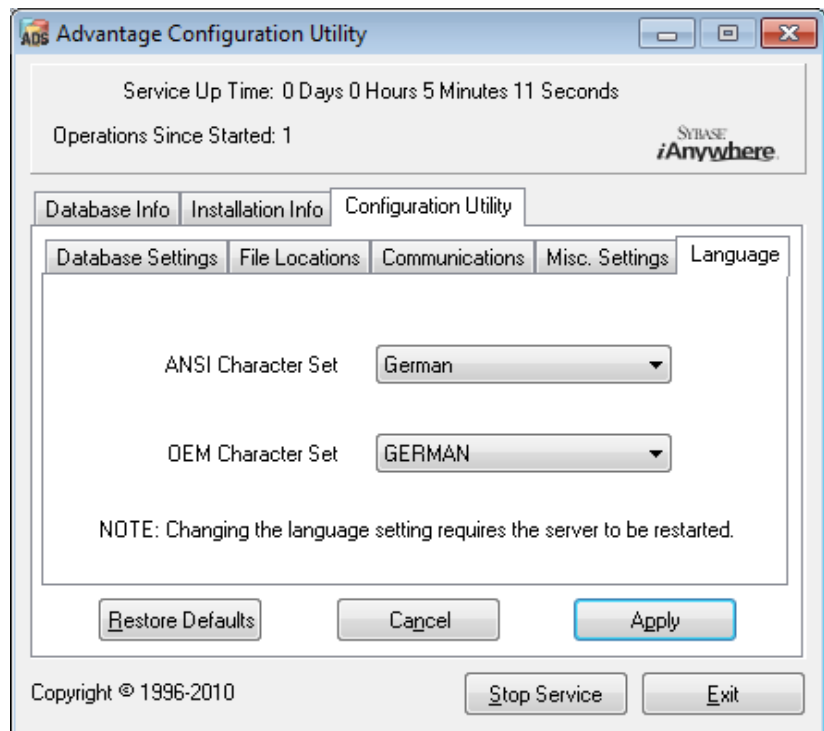 Advantage Configuration Utility
Service Up Time: 0 Days 0 Hours 5 Minutes 11 Seconds
Operations Since Started: 1
SYBASE
iAnywhere.
Database Info Installation Info Configuration Utility
Database Settings File Locations Communications Misc. Settings Language
ANSI Character Set German
OEM Character Set GERMAN
NOTE: Changing the language setting requires the server to be restarted.
Restore Defaults Cancel Apply
Copyright © 1996-2010 Stop Service Exit
ADS